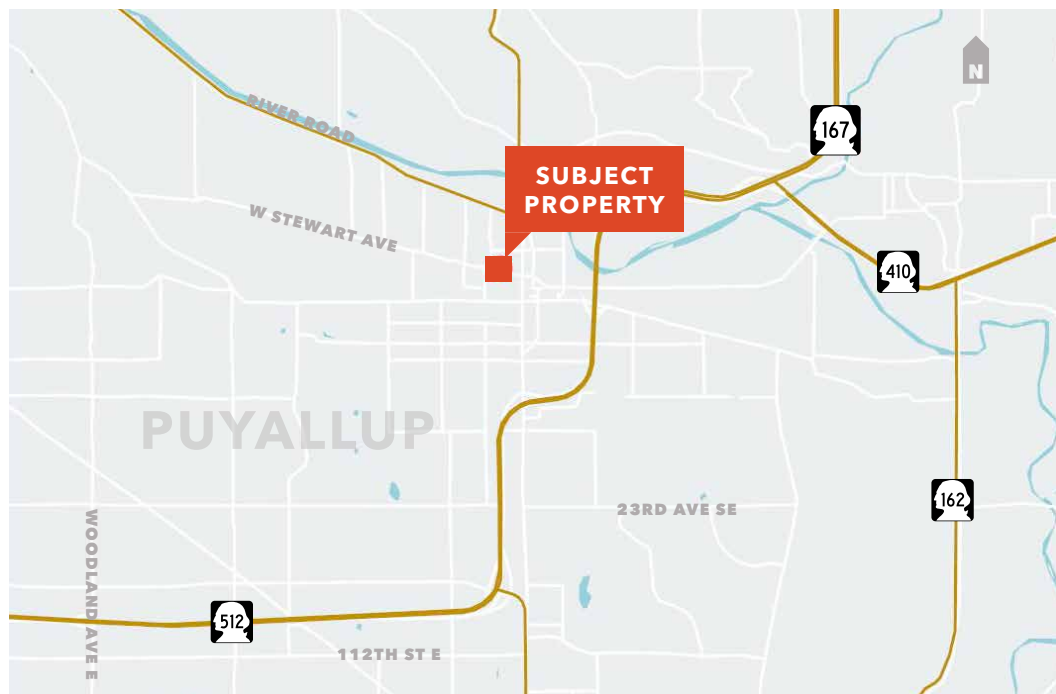 N
RIVER ROAD
167
SUBJECT
PROPERTY
W STEWART AVE
410
PUYALLUP
162
23RD AVE SE
WOODLAND AVE E
512
112TH ST E